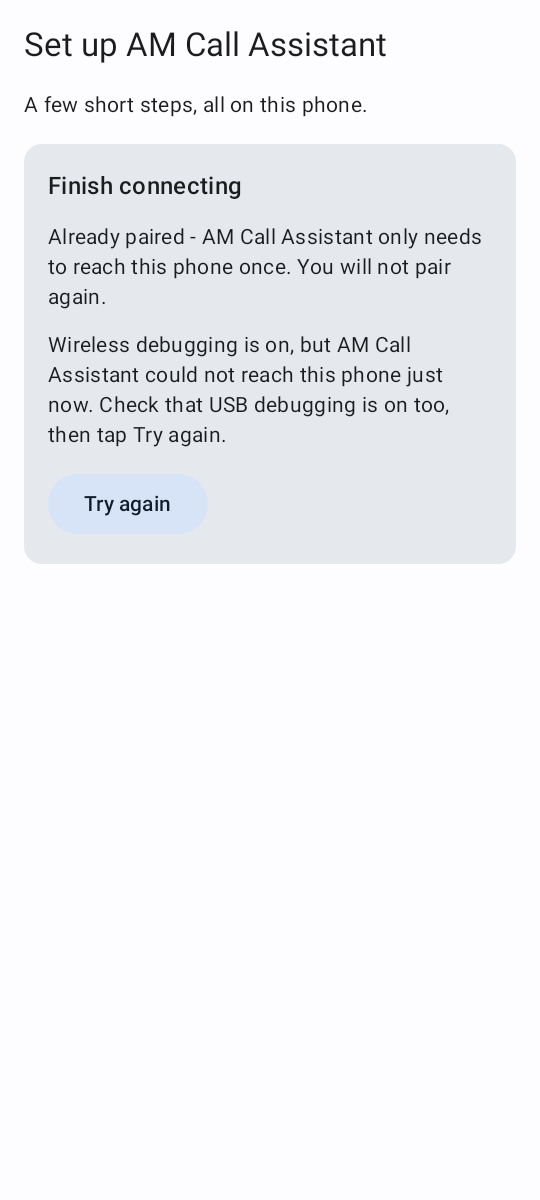 Set up AM Call Assistant
A few short steps, all on this phone.
Finish connecting
Already paired - AM Call Assistant only needs
to reach this phone once. You will not pair
again.
Wireless debugging is on, but AM Call
Assistant could not reach this phone just
now. Check that USB debugging is on too,
then tap Try again.
Try again